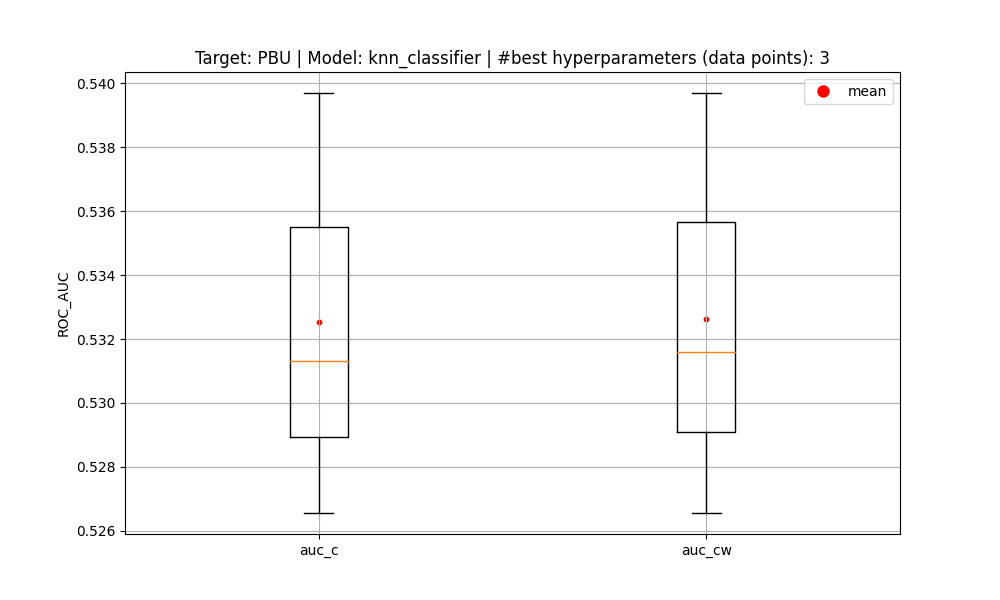 Target: PBU | Model: knn_classifier | #best hyperparameters (data points): 3
mean
ROC_AUC
0.540
0.538
0.536
0.534
0.532
0.530
0.528
0.526
auc_c
auc_cw